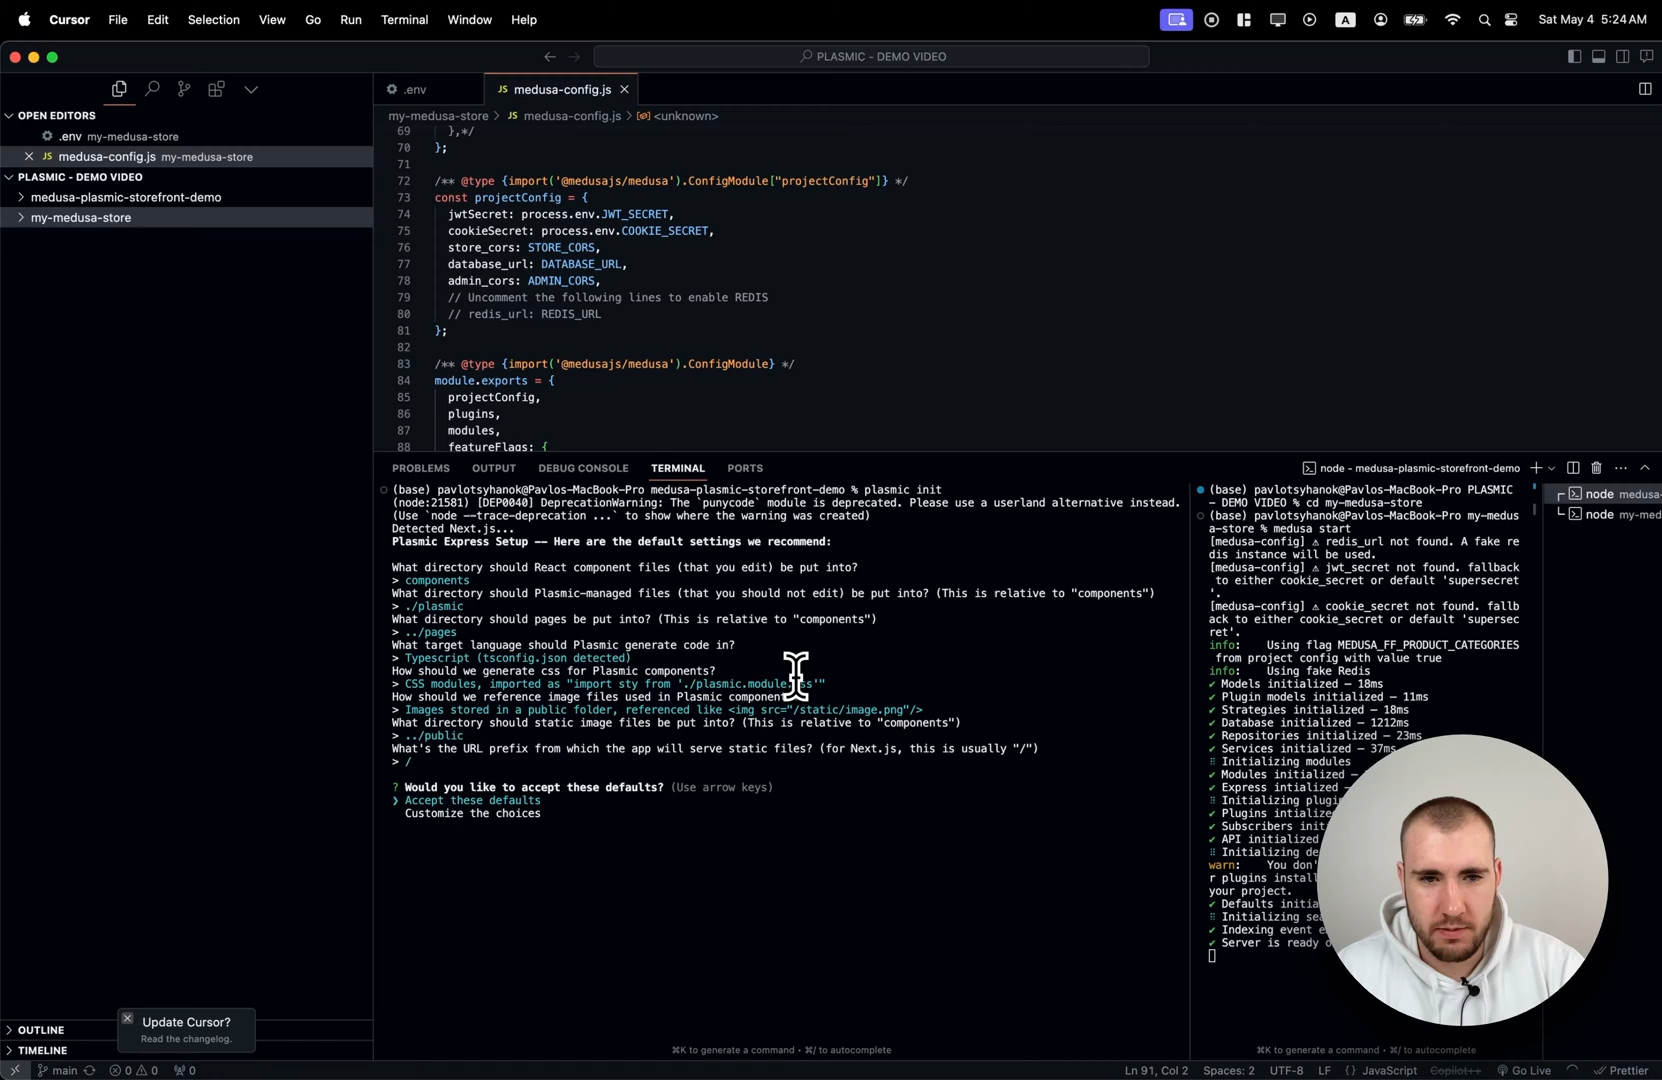 Cursor File Edit Selection View Go Run Terminal Window Help
A
Sat May 4 5:24 AM
PLASMIC - DEMO VIDEO
OPEN EDITORS
.env my-medusa-store
JS medusa-config.js my-medusa-store
PLASMIC - DEMO VIDEO
medusa-plasmic-storefront-demo
my-medusa-store
OUTLINE
TIMELINE
Update Cursor?
Read the changelog.
.env
JS medusa-config.js
my-medusa-store > JS medusa-config.js > <unknown>
69 },*/
70 };
71
72 /** @type {import('@medusajs/medusa').ConfigModule["projectConfig"]} */
73 const projectConfig = {
74 jwtSecret: process.env.JWT_SECRET,
75 cookieSecret: process.env.COOKIE_SECRET,
76 store_cors: STORE_CORS,
77 database_url: DATABASE_URL,
78 admin_cors: ADMIN_CORS,
79 // Uncomment the following lines to enable REDIS
80 // redis_url: REDIS_URL
81 };
82
83 /** @type {import('@medusajs/medusa').ConfigModule} */
84 module.exports = {
85 projectConfig,
86 plugins,
87 modules,
88 featureFlags: {
PROBLEMS OUTPUT DEBUG CONSOLE TERMINAL PORTS
node - medusa-plasmic-storefront-demo
(base) pavlotsyhanok@Pavlos-MacBook-Pro medusa-plasmic-storefront-demo % plasmic init
(node:21581) [DEP0040] DeprecationWarning: The `punycode` module is deprecated. Please use a userland alternative instead.
(Use `node --trace-deprecation ...` to show where the warning was created)
Detected Next.js...
Plasmic Express Setup -- Here are the default settings we recommend:
What directory should React component files (that you edit) be put into?
> components
What directory should Plasmic-managed files (that you should not edit) be put into? (This is relative to "components")
> ./plasmic
What directory should pages be put into? (This is relative to "components")
> ../pages
What target language should Plasmic generate code in?
> Typescript (tsconfig.json detected)
How should we generate css for Plasmic components?
> CSS modules, imported as "import sty from './plasmic.module.css'"
How should we reference image files used in Plasmic components?
> Images stored in a public folder, referenced like <img src="/static/image.png"/>
What directory should static image files be put into? (This is relative to "components")
> ../public
What's the URL prefix from which the app will serve static files? (for Next.js, this is usually "/")
> /
? Would you like to accept these defaults? (Use arrow keys)
❯ Accept these defaults
Customize the choices
⌘K to generate a command • ⌘/ to autocomplete
(base) pavlotsyhanok@Pavlos-MacBook-Pro PLASMIC
- DEMO VIDEO % cd my-medusa-store
(base) pavlotsyhanok@Pavlos-MacBook-Pro my-medus
a-store % medusa start
[medusa-config] ⚠ redis_url not found. A fake re
dis instance will be used.
[medusa-config] ⚠ jwt_secret not found. fallback
to either cookie_secret or default 'supersecret
'.
[medusa-config] ⚠ cookie_secret not found. fallb
ack to either cookie_secret or default 'supersec
ret'.
info: Using flag MEDUSA_FF_PRODUCT_CATEGORIES
from project config with value true
info: Using fake Redis
✔ Models initialized – 18ms
✔ Plugin models initialized – 11ms
✔ Strategies initialized – 18ms
✔ Database initialized – 1212ms
✔ Repositories initialized – 23ms
✔ Services initialized – 37ms
⠿ Initializing modules
✔ Modules initialized –
✔ Express intialized –
⠿ Initializing plugin
✔ Plugins intialized
✔ Subscribers init
✔ API initialized
⠿ Initializing de
warn: You don'
r plugins install
your project.
✔ Defaults initia
⠿ Initializing sea
✔ Indexing event e
✔ Server is ready o
⌘K to generate a command • ⌘/ to autocomplete
node medusa-
node my-med
main 0 0 0
Ln 91, Col 2 Spaces: 2 UTF-8 LF {} JavaScript Copilot++ Go Live Prettier